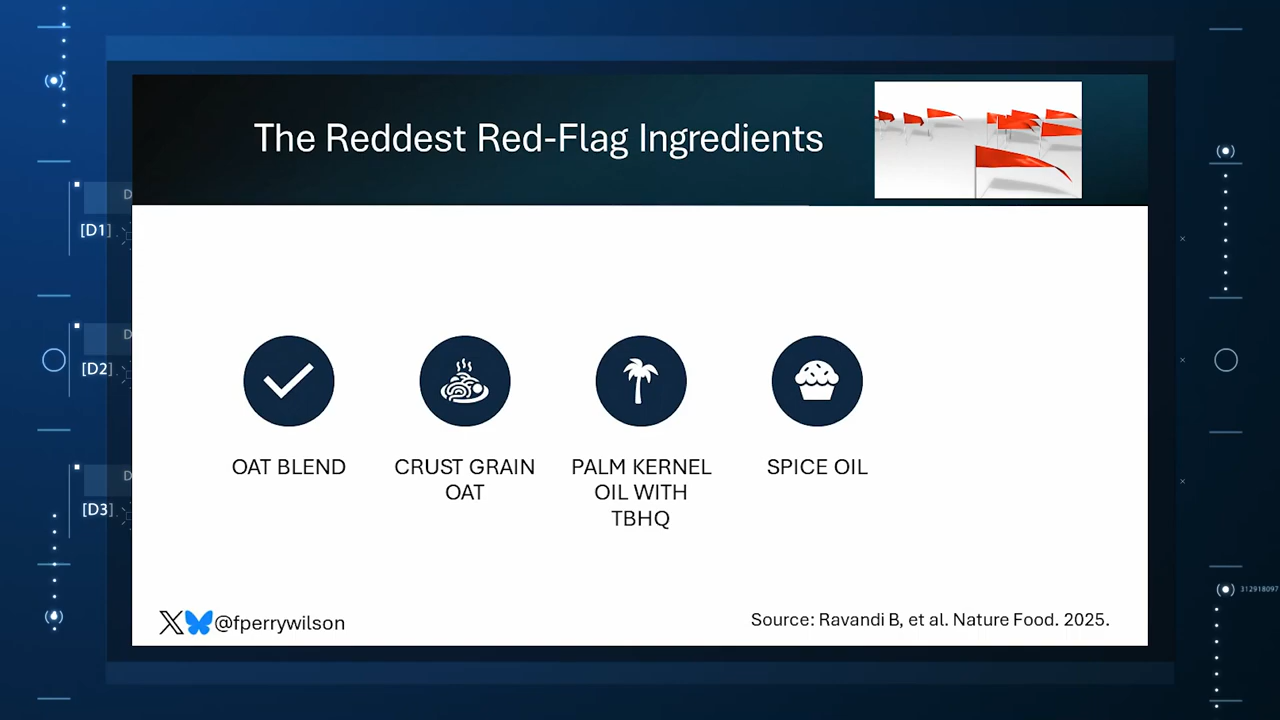 The Reddest Red-Flag Ingredients
D
[D1]
D
[D2]
D
[D3]
OAT BLEND
CRUST GRAIN
OAT
PALM KERNEL
OIL WITH
TBHQ
SPICE OIL
@fperrywilson
Source: Ravandi B, et al. Nature Food. 2025.
312918097